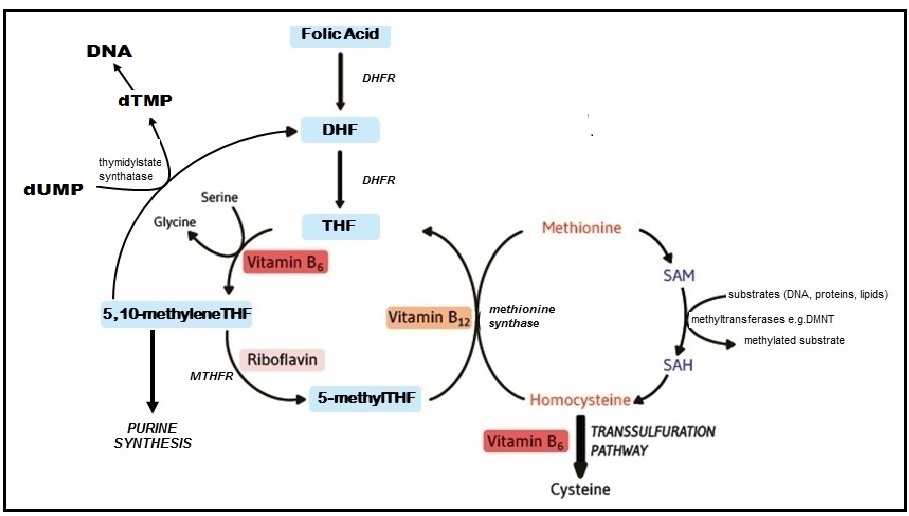 Folic Acid
DNA
DHFR
dTMP
DHF
thymidylstate
synthatase
dUMP
DHFR
Serine
Glycine
THF
Methionine
Vitamin B₆
SAM
substrates (DNA, proteins, lipids)
5,10-methyleneTHF
Vitamin B₁₂
methionine
synthase
methyltransferases e.g.DMNT
methylated substrate
Riboflavin
MTHFR
SAH
5-methylTHF
Homocysteine
PURINE
SYNTHESIS
Vitamin B₆
TRANSSULFURATION
PATHWAY
Cysteine